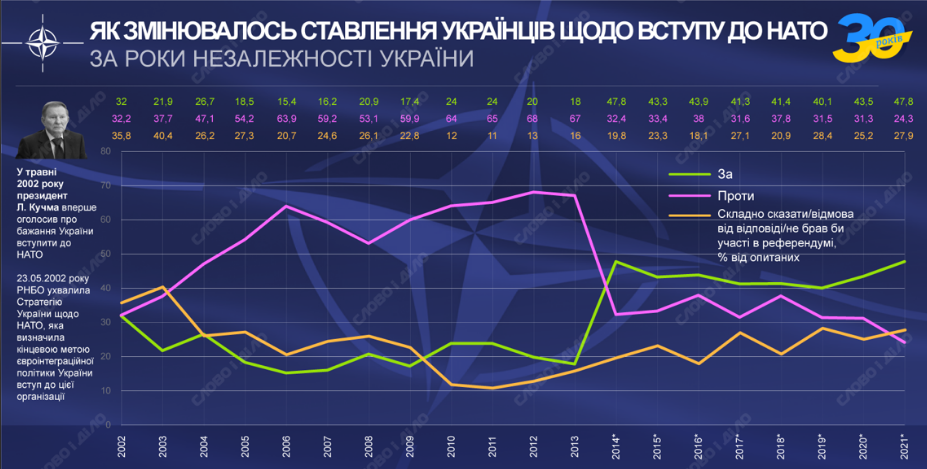 ЯК ЗМІНЮВАЛОСЬ СТАВЛЕННЯ УКРАЇНЦІВ ЩОДО ВСТУПУ ДО НАТО
ЗА РОКИ НЕЗАЛЕЖНОСТІ УКРАЇНИ
30
років
32 21,9 26,7 18,5 15,4 16,2 20,9 17,4 24 24 20 18 47,8 43,3 43,9 41,3 41,4 40,1 43,5 47,8
32,2 37,7 47,1 54,2 63,9 59,2 53,1 59,9 64 65 68 67 32,4 33,4 38 31,6 37,8 31,5 31,3 24,3
35,8 40,4 26,2 27,3 20,7 24,6 26,1 22,8 12 11 13 16 19,8 23,3 18,1 27,1 20,9 28,4 25,2 27,9
У травні
2002 року
президент
Л. Кучма вперше
оголосив про
бажання України
вступити до
НАТО
23.05.2002 року
РНБО ухвалила
Стратегію
України щодо
НАТО, яка
визначила
кінцевою метою
євроінтеграційної
політики України
вступ до цієї
організації
80
70
60
50
40
30
20
10
0
За
Проти
Складно сказати/відмова
від відповіді/не брав би
участі в референдумі,
% від опитаних
2002 2003 2004 2005 2006 2007 2008 2009 2010 2011 2012 2013 2014* 2015* 2016* 2017* 2018* 2019* 2020* 2021*
СЛОВО І ДІЛО